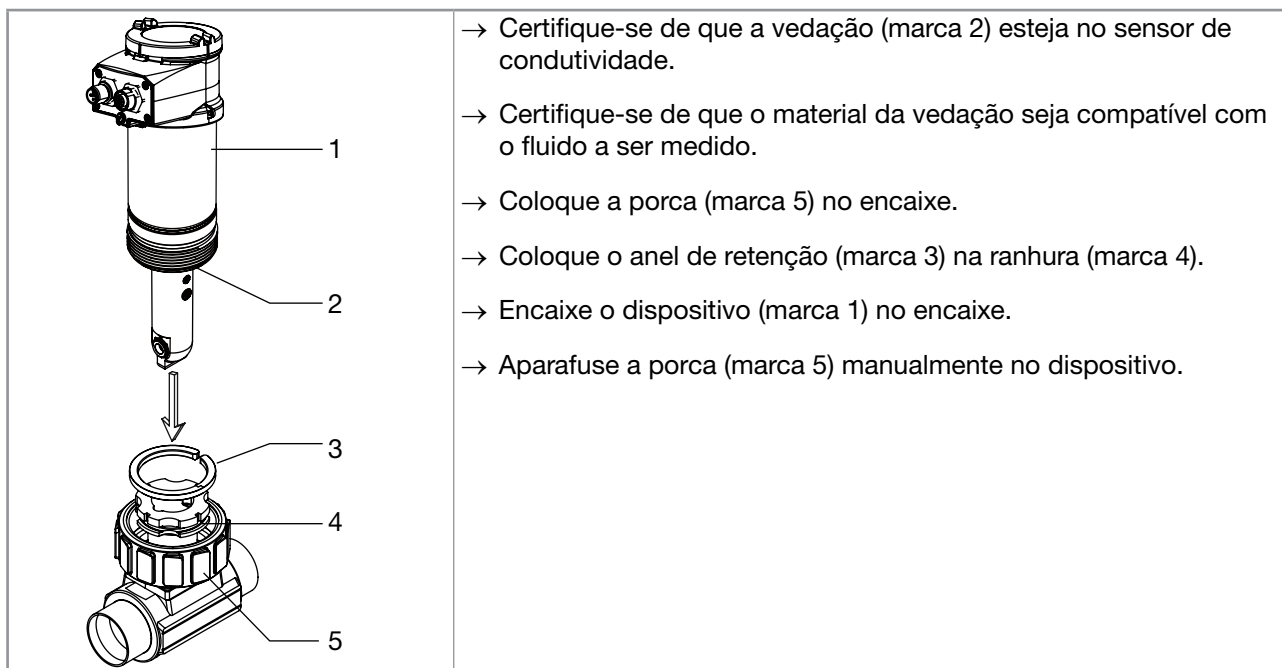 1
2
3
4
5
→ Certifique-se de que a vedação (marca 2) esteja no sensor de
condutividade.
→ Certifique-se de que o material da vedação seja compatível com
o fluido a ser medido.
→ Coloque a porca (marca 5) no encaixe.
→ Coloque o anel de retenção (marca 3) na ranhura (marca 4).
→ Encaixe o dispositivo (marca 1) no encaixe.
→ Aparafuse a porca (marca 5) manualmente no dispositivo.